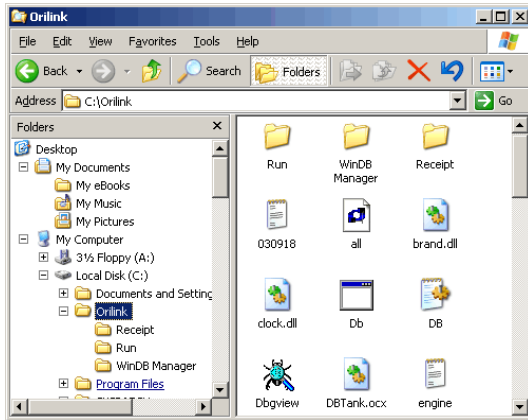 Orilink
File Edit View Favorites Tools Help
Back Search Folders
Address C:\Orilink Go
Folders
Desktop
My Documents
My eBooks
My Music
My Pictures
My Computer
3½ Floppy (A:)
Local Disk (C:)
Documents and Setting
Orilink
Receipt
Run
WinDB Manager
Program Files
Run WinDB Manager Receipt
030918 all brand.dll
clock.dll Db DB
Dbgview DBTank.ocx engine